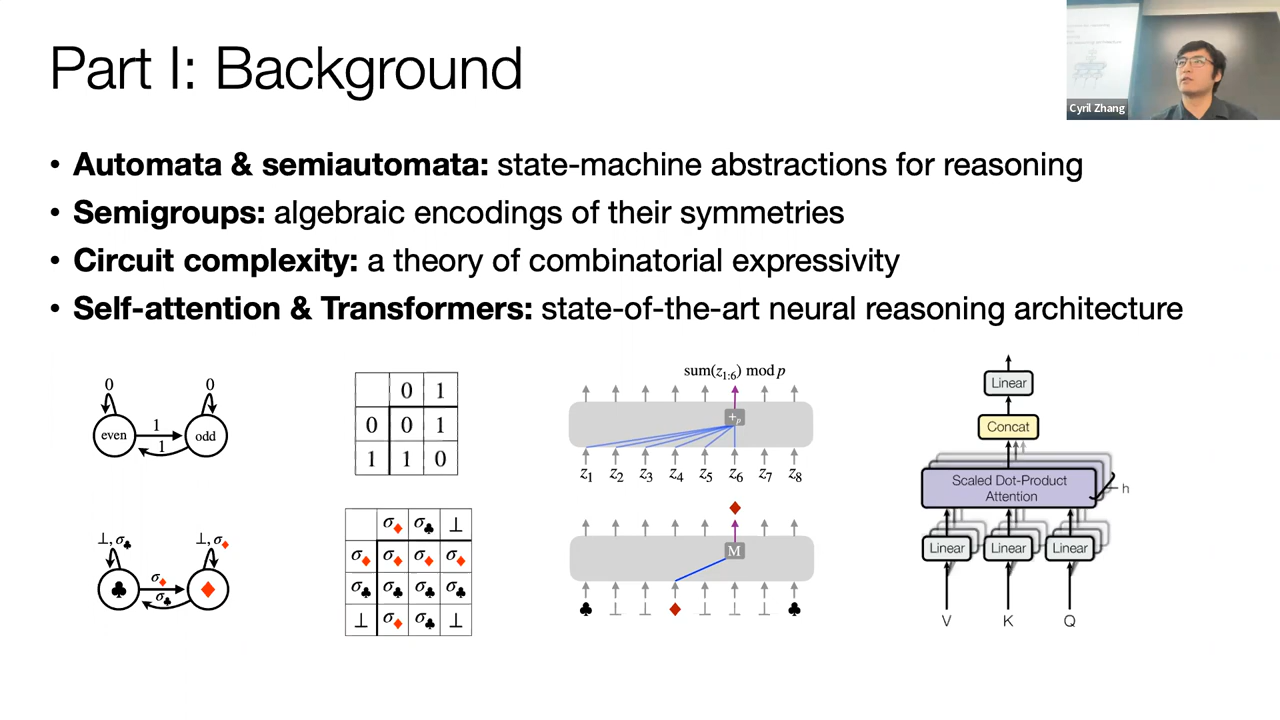 Part I: Background
Cyril Zhang
• Automata & semiautomata: state-machine abstractions for reasoning
• Semigroups: algebraic encodings of their symmetries
• Circuit complexity: a theory of combinatorial expressivity
• Self-attention & Transformers: state-of-the-art neural reasoning architecture
0 0
even 1 odd
1
0 1
0 0 1
1 1 0
sum(z₁:₆) mod p
+ₚ
z₁ z₂ z₃ z₄ z₅ z₆ z₇ z₈
⊥, σ♣ ⊥, σ♦
♣ σ♦ ♦
σ♣
σ♦ σ♣ ⊥
σ♦ σ♦ σ♦ σ♦
σ♣ σ♣ σ♣ σ♣
⊥ σ♦ σ♣ ⊥
♦
M
♣ ⊥ ⊥ ♦ ⊥ ⊥ ⊥ ♣
Linear
Concat
Scaled Dot-Product
Attention
h
Linear Linear Linear
V K Q